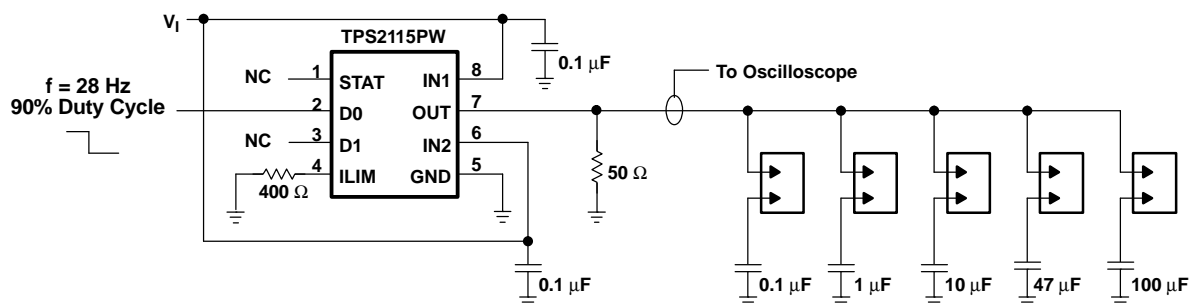 VI
TPS2115PW
0.1 µF
NC
1
STAT
IN1
8
f = 28 Hz
90% Duty Cycle
2
D0
OUT
7
To Oscilloscope
NC
3
D1
IN2
6
4
ILIM
GND
5
400 Ω
50 Ω
0.1 µF
0.1 µF
1 µF
10 µF
47 µF
100 µF